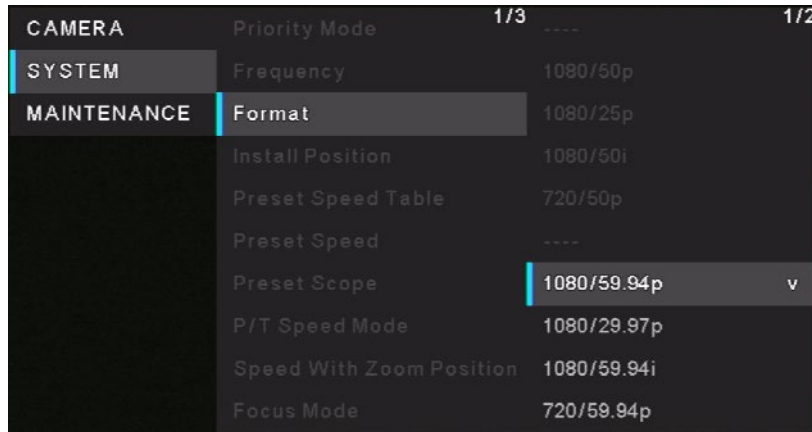 1/3
1/2
CAMERA
Priority Mode
----
SYSTEM
Frequency
1080/50p
MAINTENANCE
Format
1080/25p
Install Position
1080/50i
Preset Speed Table
720/50p
Preset Speed
----
Preset Scope
1080/59.94p v
P/T Speed Mode
1080/29.97p
Speed With Zoom Position
1080/59.94i
Focus Mode
720/59.94p